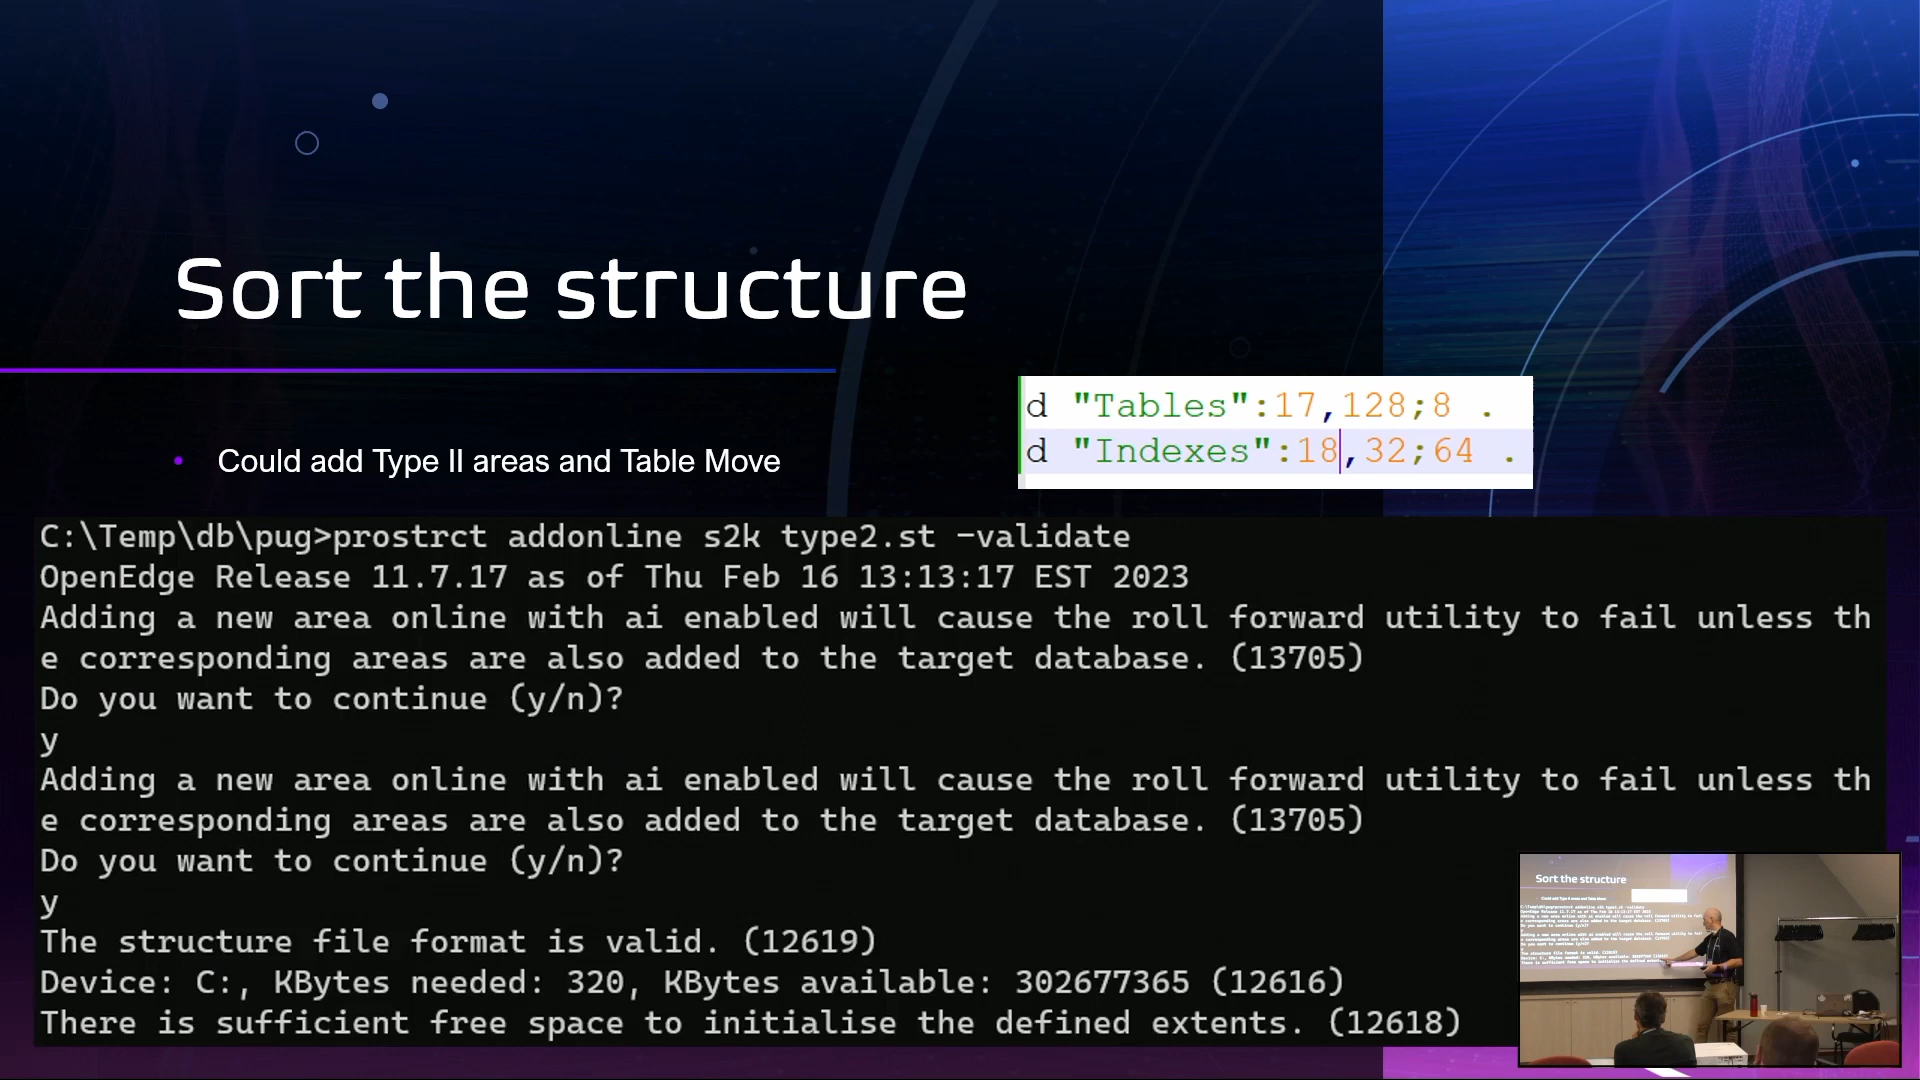 Sort the structure
• Could add Type II areas and Table Move
d "Tables":17,128;8 .
d "Indexes":18,32;64 .
C:\Temp\db\pug>prostrct addonline s2k type2.st -validate
OpenEdge Release 11.7.17 as of Thu Feb 16 13:13:17 EST 2023
Adding a new area online with ai enabled will cause the roll forward utility to fail unless th
e corresponding areas are also added to the target database. (13705)
Do you want to continue (y/n)?
y
Adding a new area online with ai enabled will cause the roll forward utility to fail unless th
e corresponding areas are also added to the target database. (13705)
Do you want to continue (y/n)?
y
The structure file format is valid. (12619)
Device: C:, KBytes needed: 320, KBytes available: 302677365 (12616)
There is sufficient free space to initialise the defined extents. (12618)
Sort the structure